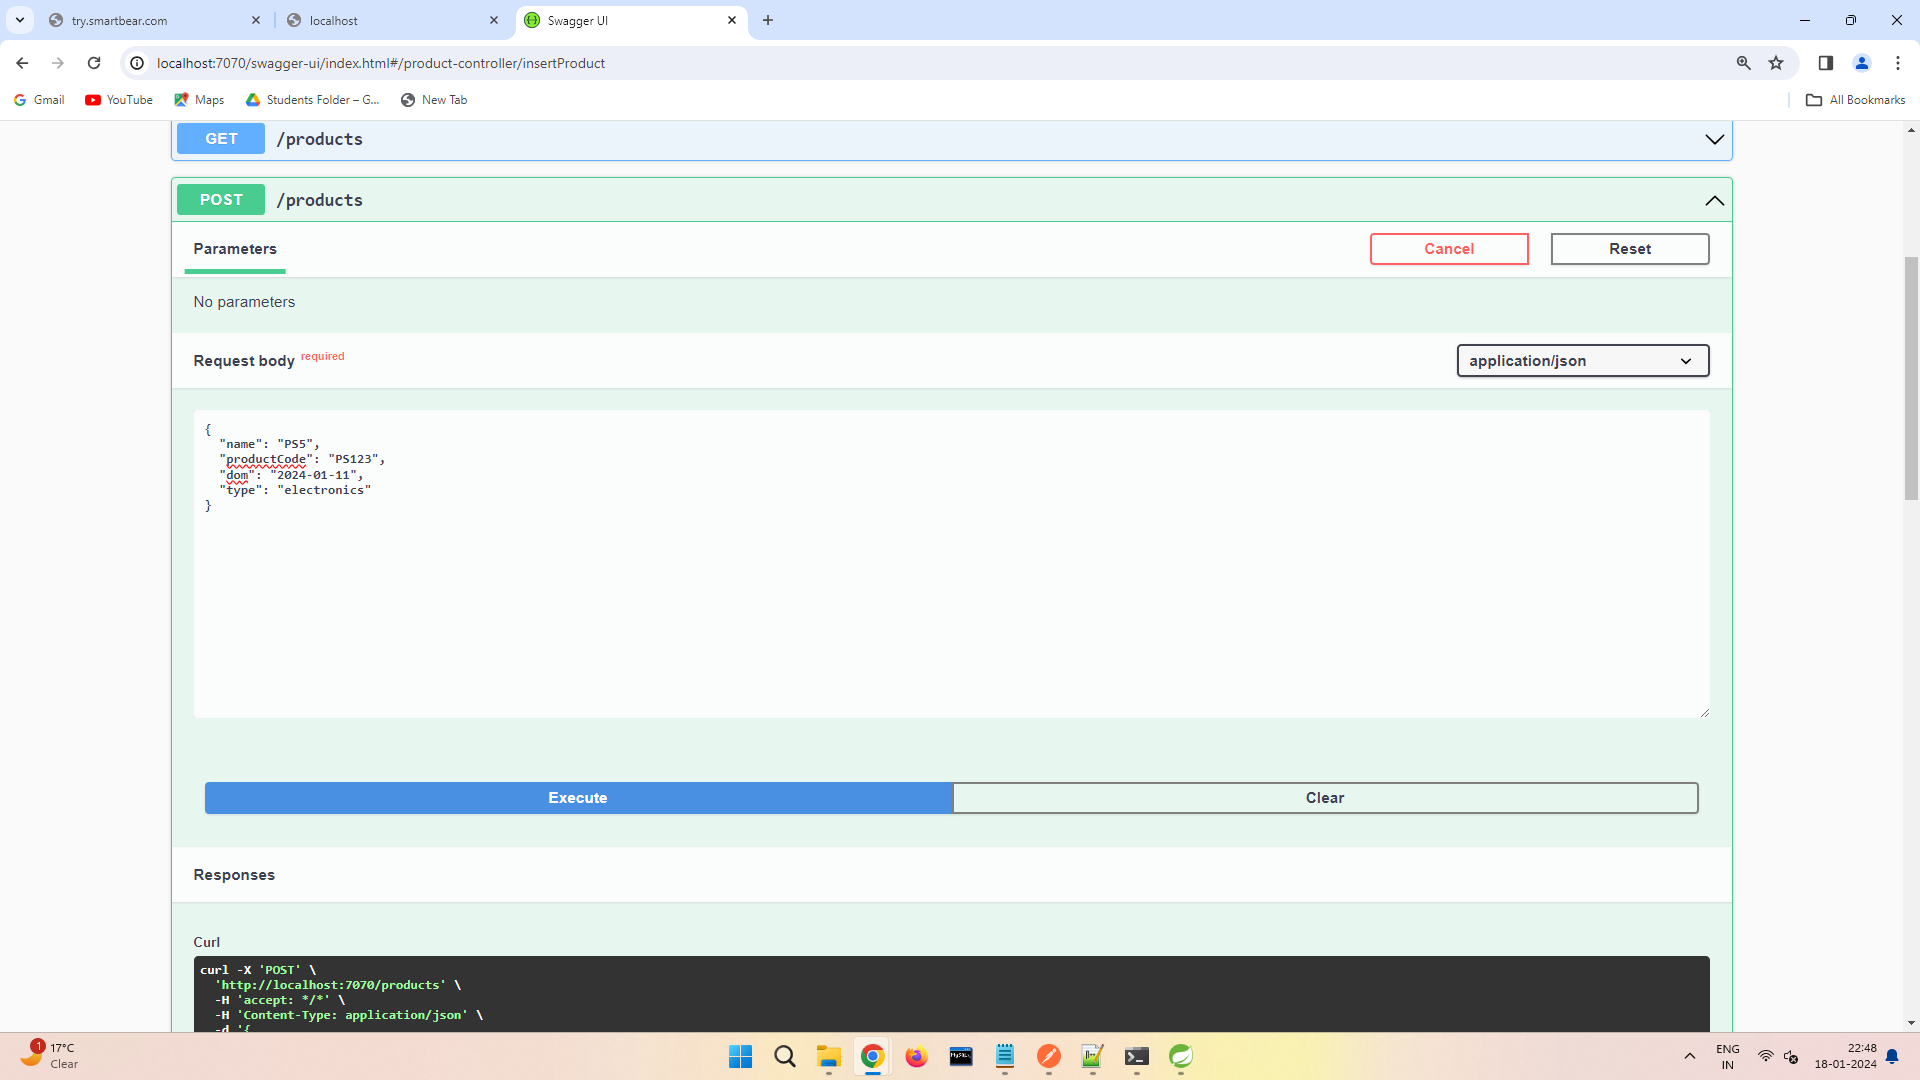 try.smartbear.com
localhost
Swagger UI
localhost:7070/swagger-ui/index.html#/product-controller/insertProduct
Gmail
YouTube
Maps
Students Folder – G...
New Tab
All Bookmarks
GET /products
POST /products
Parameters
Cancel
Reset
No parameters
Request body required
application/json
{
  "name": "PS5",
  "productCode": "PS123",
  "dom": "2024-01-11",
  "type": "electronics"
}
Execute
Clear
Responses
Curl
curl -X 'POST' \
  'http://localhost:7070/products' \
  -H 'accept: */*' \
  -H 'Content-Type: application/json' \
  -d '{
1
17°C
Clear
MySQL
ENG
IN
22:48
18-01-2024